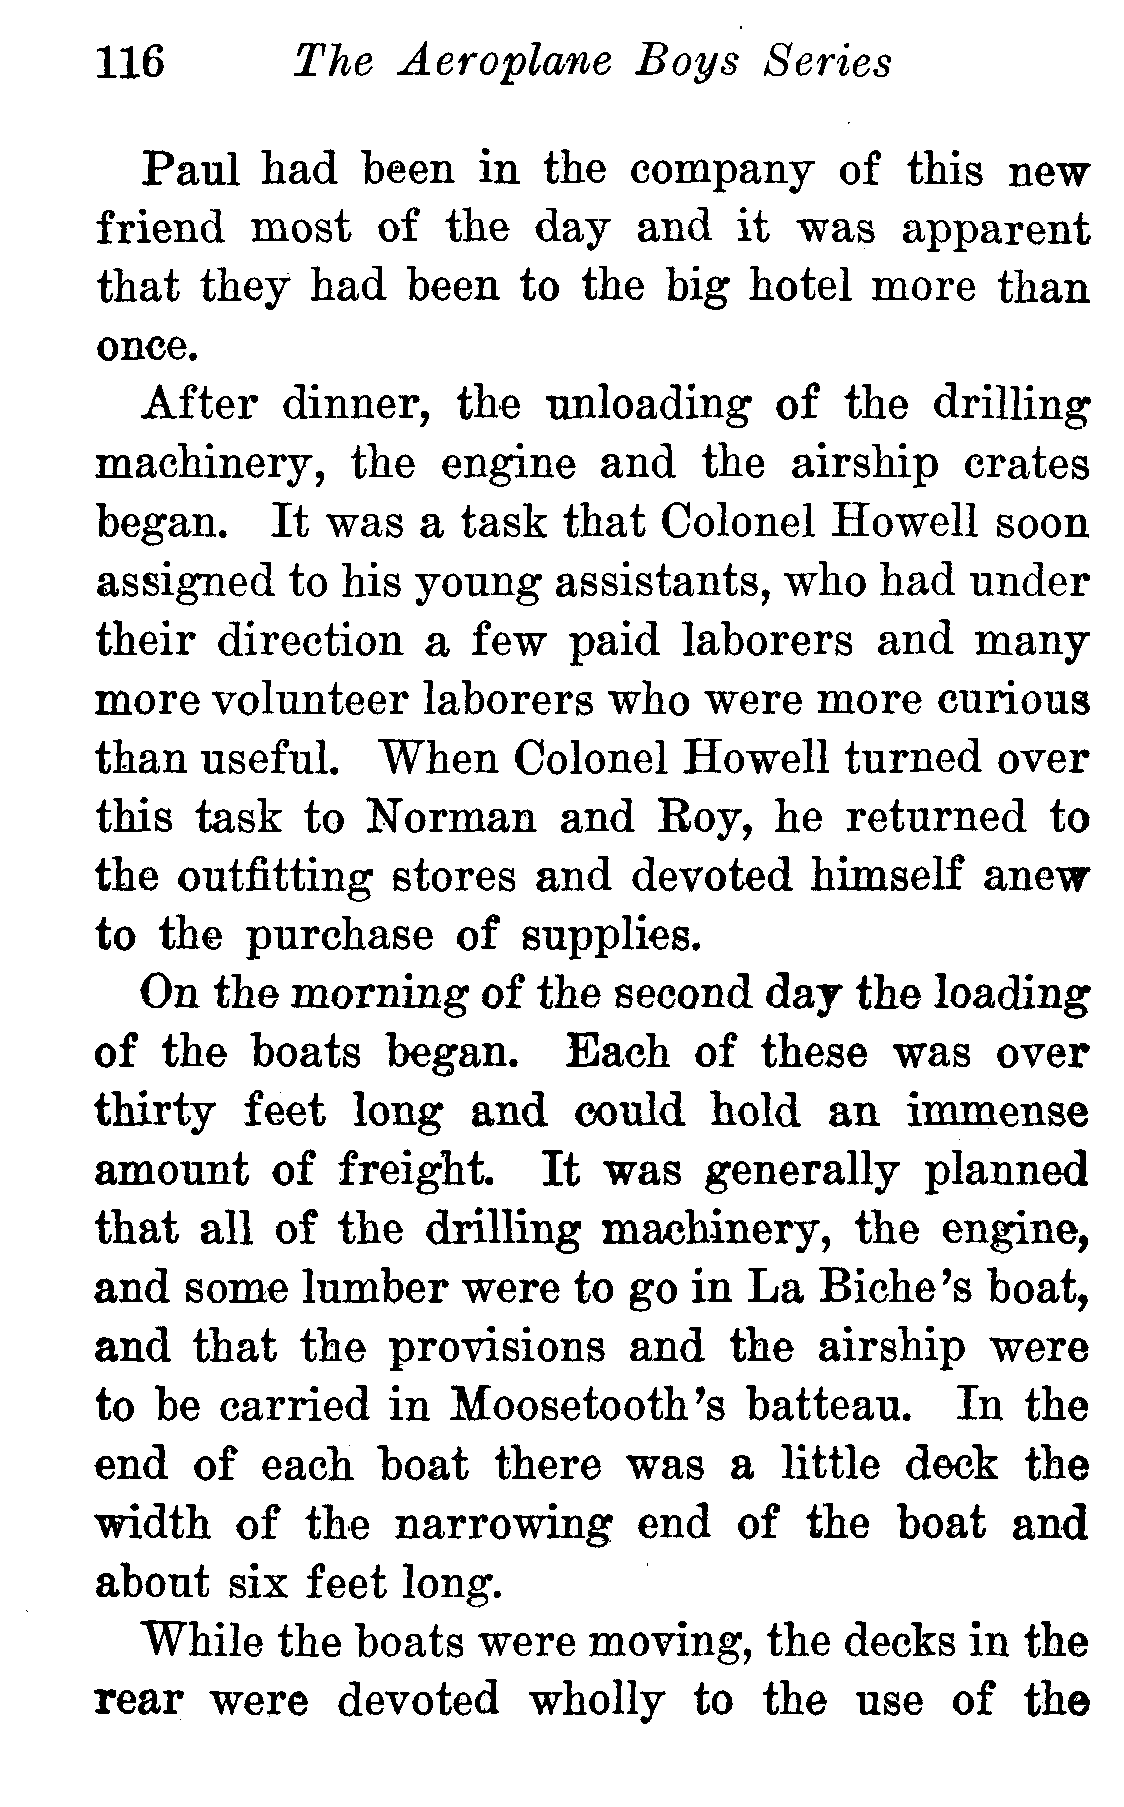 116 The Aeroplane Boys Series
Paul had been in the company of this new
friend most of the day and it was apparent
that they had been to the big hotel more than
once.
After dinner, the unloading of the drilling
machinery, the engine and the airship crates
began. It was a task that Colonel Howell soon
assigned to his young assistants, who had under
their direction a few paid laborers and many
more volunteer laborers who were more curious
than useful. When Colonel Howell turned over
this task to Norman and Roy, he returned to
the outfitting stores and devoted himself anew
to the purchase of supplies.
On the morning of the second day the loading
of the boats began. Each of these was over
thirty feet long and could hold an immense
amount of freight. It was generally planned
that all of the drilling machinery, the engine,
and some lumber were to go in La Biche's boat,
and that the provisions and the airship were
to be carried in Moosetooth's batteau. In the
end of each boat there was a little deck the
width of the narrowing end of the boat and
about six feet long.
While the boats were moving, the decks in the
rear were devoted wholly to the use of the